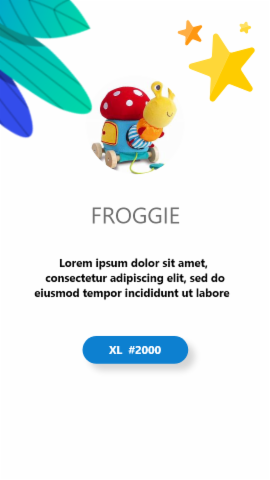 FROGGIE
Lorem ipsum dolor sit amet,
consectetur adipiscing elit, sed do
eiusmod tempor incididunt ut labore
XL #2000